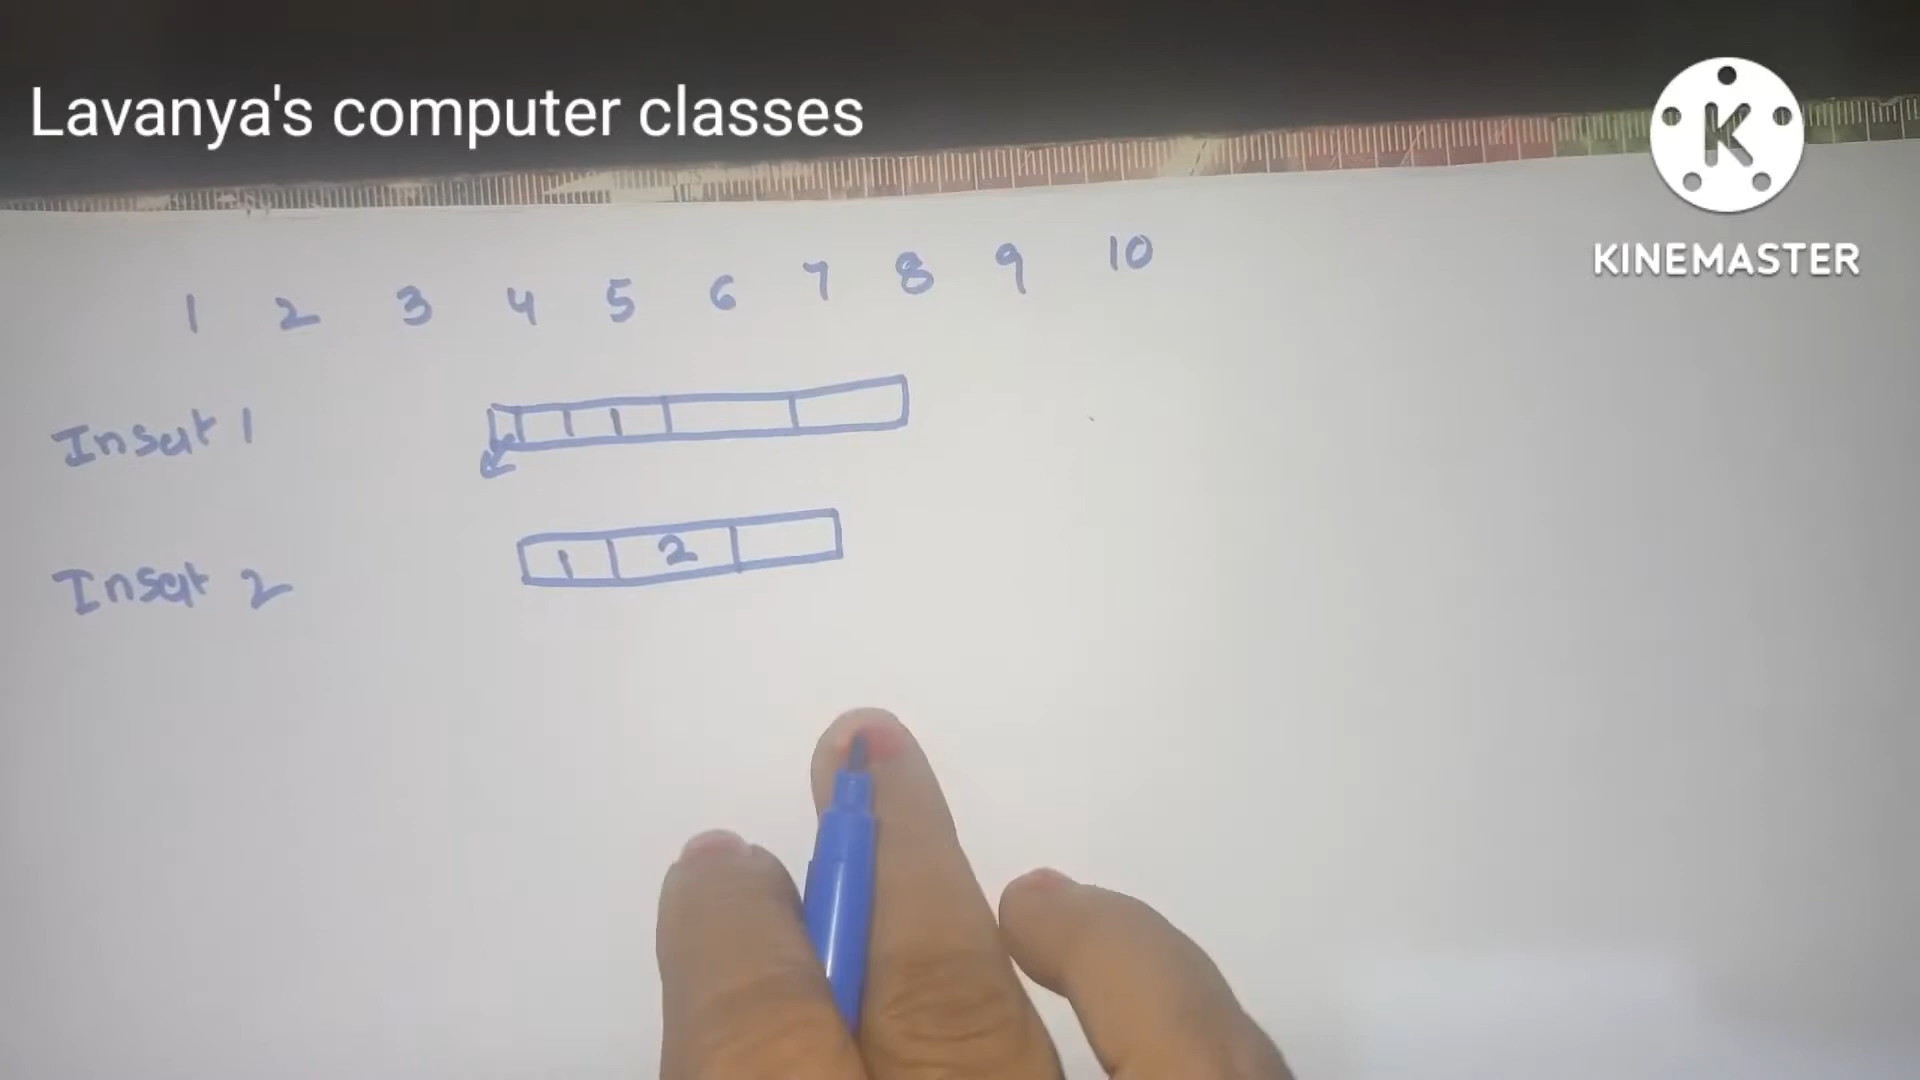 Lavanya's computer classes
K
KINEMASTER
1 2 3 4 5 6 7 8 9 10
Insert 1
1
Insert 2
1 2